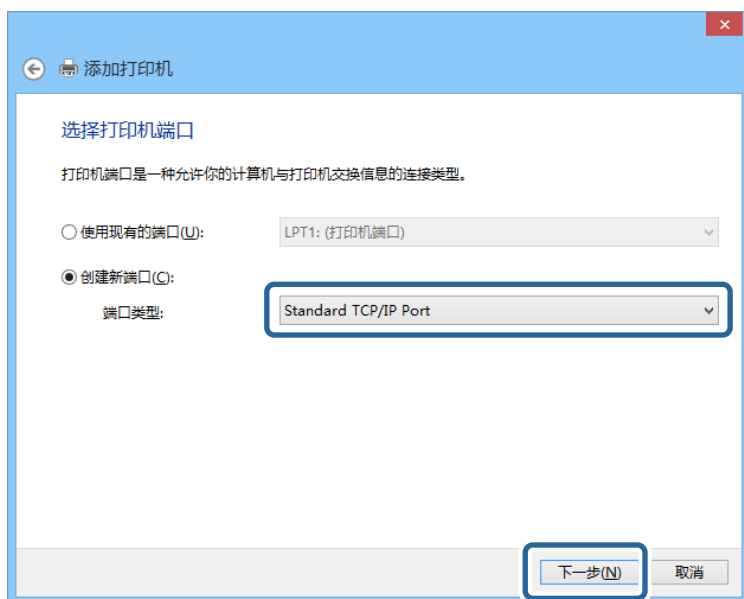 添加打印机
选择打印机端口
打印机端口是一种允许你的计算机与打印机交换信息的连接类型。
使用现有的端口(U): LPT1: (打印机端口)
创建新端口(C):
端口类型: Standard TCP/IP Port
下一步(N) 取消